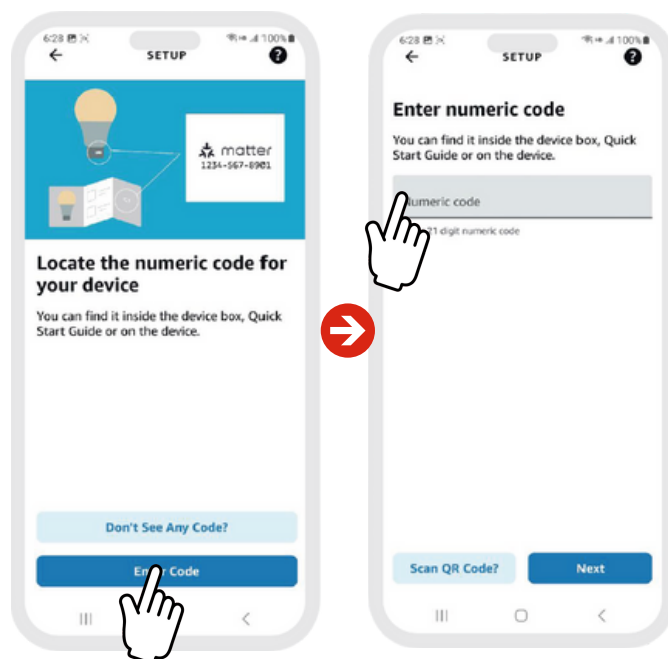 6:28
100%
SETUP
?
matter
1234-567-8901
Locate the numeric code for
your device
You can find it inside the device box, Quick
Start Guide or on the device.
Don't See Any Code?
Enter Code
6:28
100%
SETUP
?
Enter numeric code
You can find it inside the device box, Quick
Start Guide or on the device.
Numeric code
21 digit numeric code
Scan QR Code?
Next